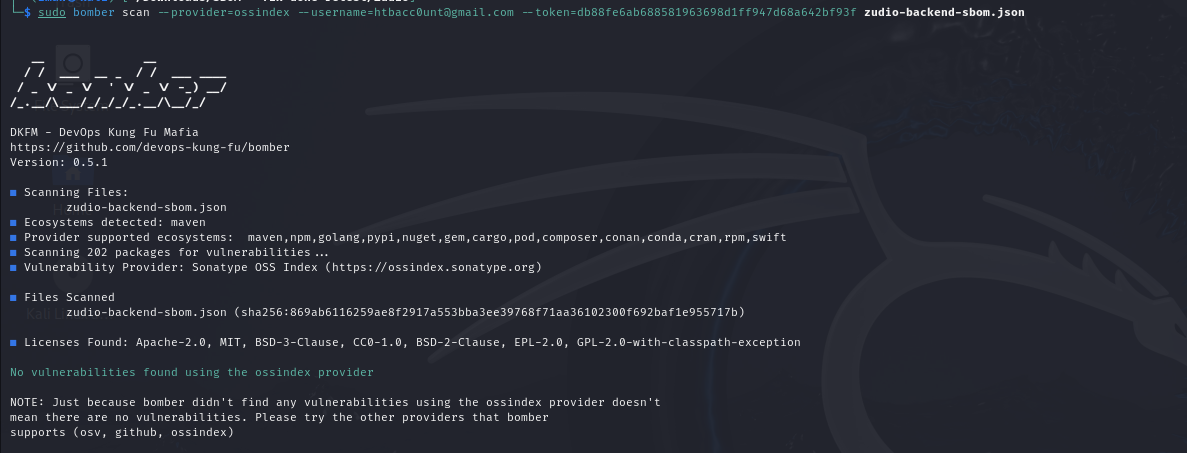 └─$ sudo bomber scan --provider=ossindex --username=htbacc0unt@gmail.com --token=db88fe6ab688581963698d1ff947d68a642bf93f zudio-backend-sbom.json
bomber
DKFM - DevOps Kung Fu Mafia
https://github.com/devops-kung-fu/bomber
Version: 0.5.1
■ Scanning Files:
zudio-backend-sbom.json
■ Ecosystems detected: maven
■ Provider supported ecosystems:  maven,npm,golang,pypi,nuget,gem,cargo,pod,composer,conan,conda,cran,rpm,swift
■ Scanning 202 packages for vulnerabilities...
■ Vulnerability Provider: Sonatype OSS Index (https://ossindex.sonatype.org)
■ Files Scanned
zudio-backend-sbom.json (sha256:869ab6116259ae8f2917a553bba3ee39768f71aa36102300f692baf1e955717b)
■ Licenses Found: Apache-2.0, MIT, BSD-3-Clause, CC0-1.0, BSD-2-Clause, EPL-2.0, GPL-2.0-with-classpath-exception
No vulnerabilities found using the ossindex provider
NOTE: Just because bomber didn't find any vulnerabilities using the ossindex provider doesn't
mean there are no vulnerabilities. Please try the other providers that bomber
supports (osv, github, ossindex)